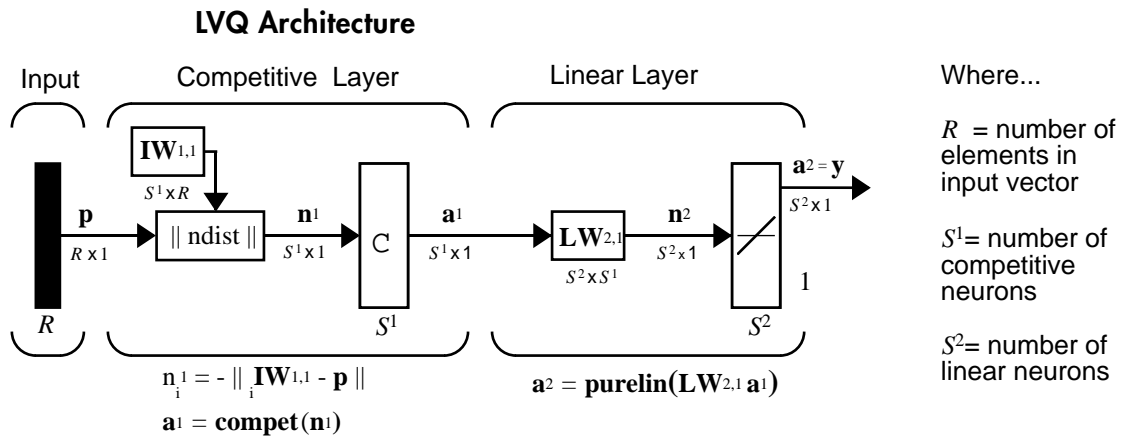 LVQ Architecture
Input
Competitive Layer
Linear Layer
Where...
IW1,1
S1 x R
p
R x 1
|| ndist ||
n1
S1 x 1
C
a1
S1 x 1
LW2,1
S2 x S1
n2
S2 x 1
a2 = y
S2 x 1
1
R
S1
S2
ni1 = - || iIW1,1 - p ||
a1 = compet(n1)
a2 = purelin(LW2,1 a1)
R = number of
elements in
input vector
S1= number of
competitive
neurons
S2= number of
linear neurons